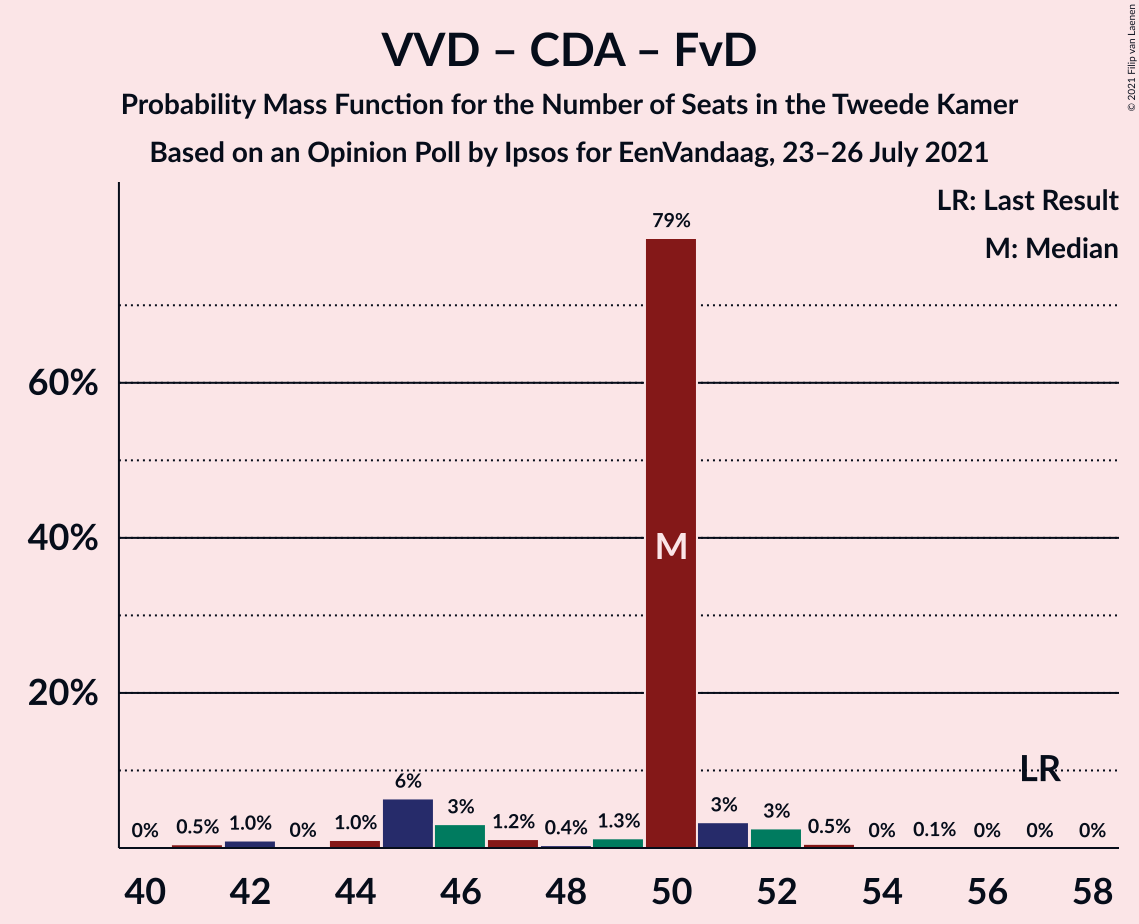 VVD – CDA – FvD
Probability Mass Function for the Number of Seats in the Tweede Kamer
Based on an Opinion Poll by Ipsos for EenVandaag, 23–26 July 2021
© 2021 Filip van Laenen
LR: Last Result
M: Median
60%
40%
20%
0%
0.5%
1.0%
0%
1.0%
6%
3%
1.2%
0.4%
1.3%
79%
3%
3%
0.5%
0%
0.1%
0%
0%
0%
M
LR
40 42 44 46 48 50 52 54 56 58